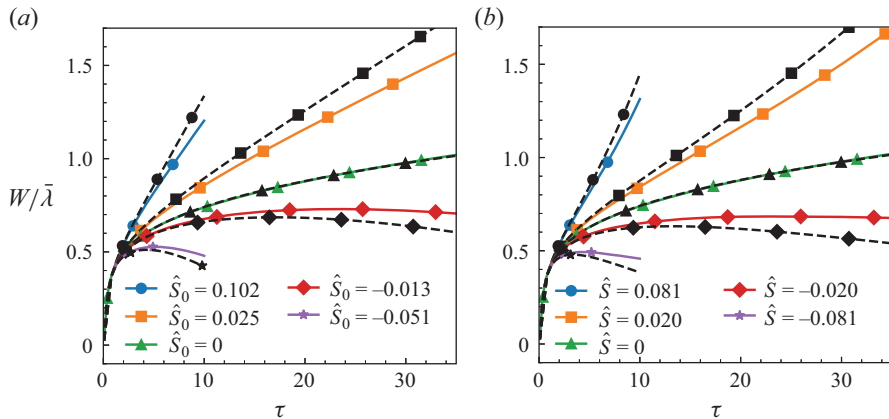 (a)
(b)
W/λ̄
1.5
1.0
0.5
0
Ŝ₀ = 0.102
Ŝ₀ = 0.025
Ŝ₀ = 0
Ŝ₀ = –0.013
Ŝ₀ = –0.051
0 10 20 30
τ
1.5
1.0
0.5
0
Ŝ = 0.081
Ŝ = 0.020
Ŝ = 0
Ŝ = –0.020
Ŝ = –0.081
0 10 20 30
τ